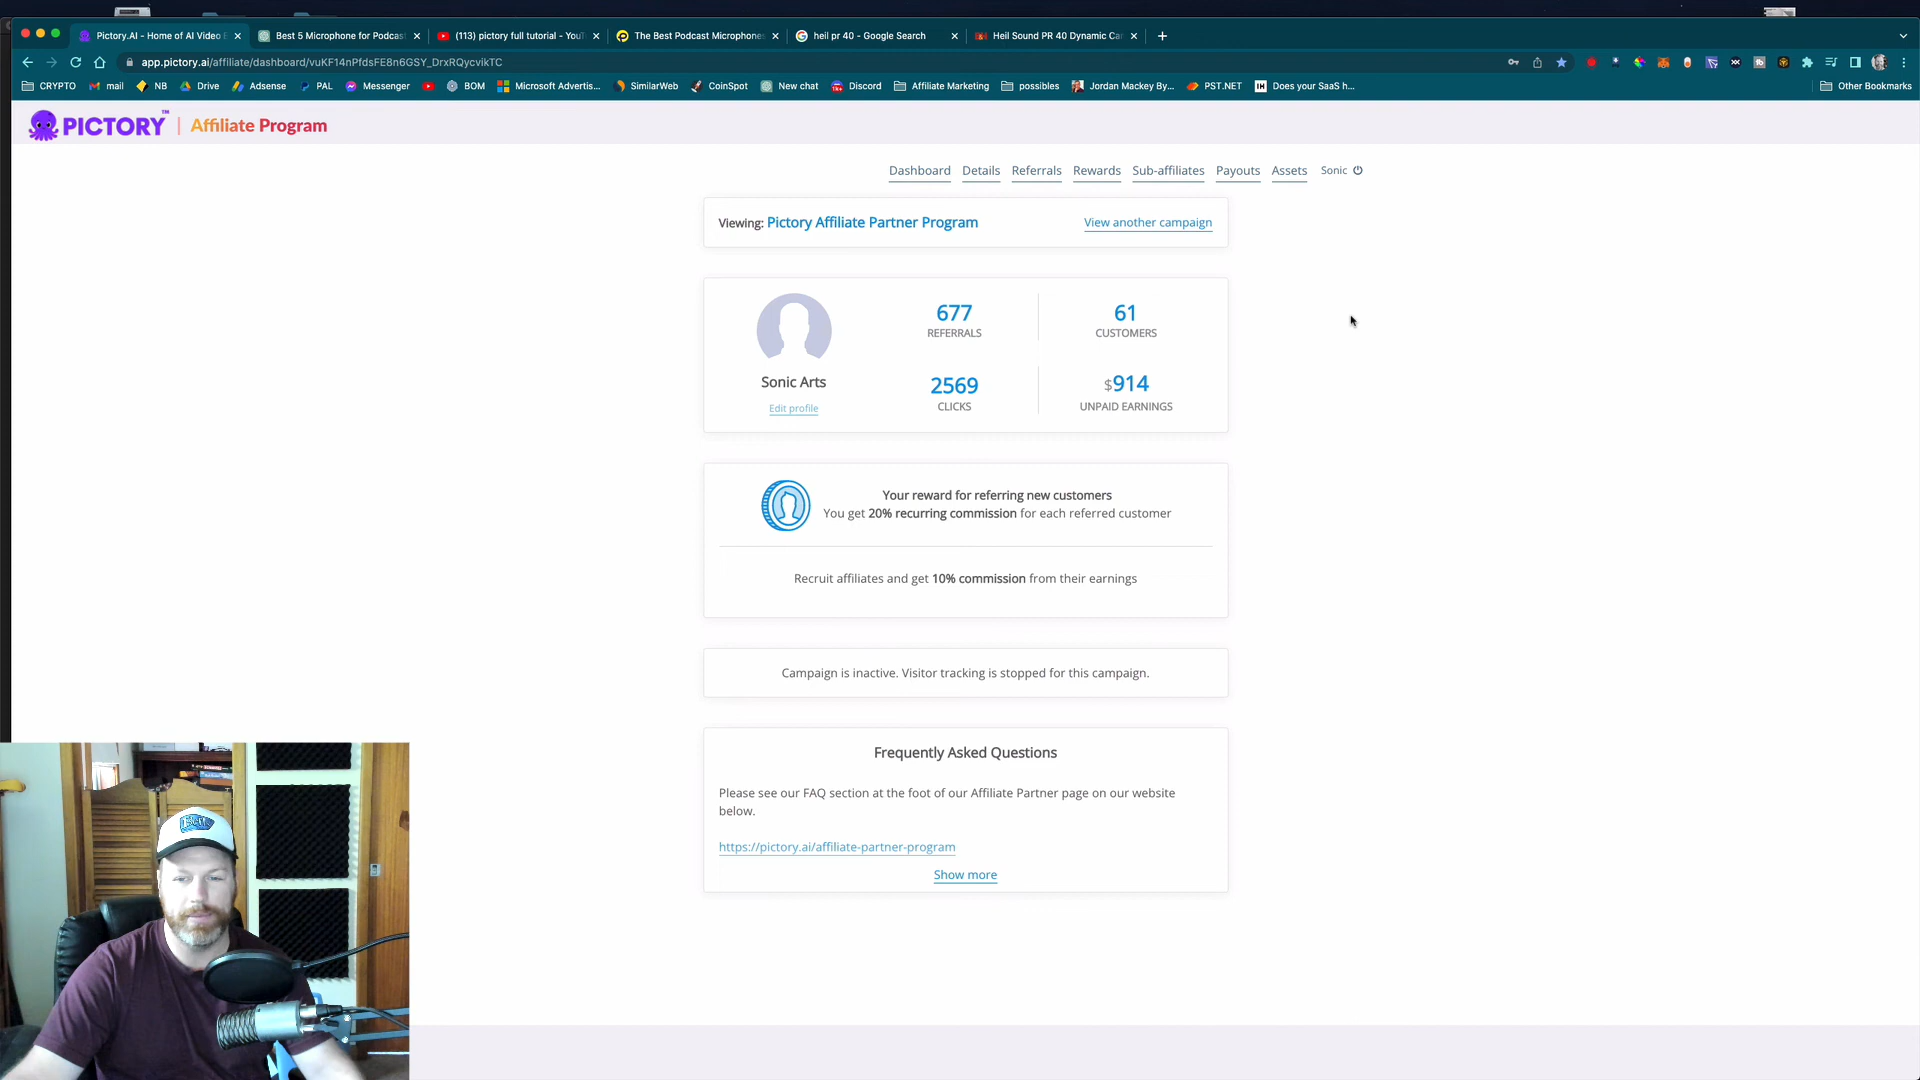 Pictory.AI - Home of AI Video E
Best 5 Microphone for Podcast
(113) pictory full tutorial - YouT
The Best Podcast Microphones
heil pr 40 - Google Search
Heil Sound PR 40 Dynamic Car
app.pictory.ai/affiliate/dashboard/vuKF14nPfdsFE8n6GSY_DrxRQycvikTC
CRYPTO
mail
NB
Drive
Adsense
PAL
Messenger
BOM
Microsoft Advertis...
SimilarWeb
CoinSpot
New chat
Discord
Affiliate Marketing
possibles
Jordan Mackey By...
PST.NET
Does your SaaS h...
Other Bookmarks
PICTORY™ | Affiliate Program
Dashboard Details Referrals Rewards Sub-affiliates Payouts Assets Sonic
Viewing: Pictory Affiliate Partner Program
View another campaign
677
REFERRALS
61
CUSTOMERS
Sonic Arts
Edit profile
2569
CLICKS
$914
UNPAID EARNINGS
Your reward for referring new customers
You get 20% recurring commission for each referred customer
Recruit affiliates and get 10% commission from their earnings
Campaign is inactive. Visitor tracking is stopped for this campaign.
Frequently Asked Questions
Please see our FAQ section at the foot of our Affiliate Partner page on our website
below.
https://pictory.ai/affiliate-partner-program
Show more